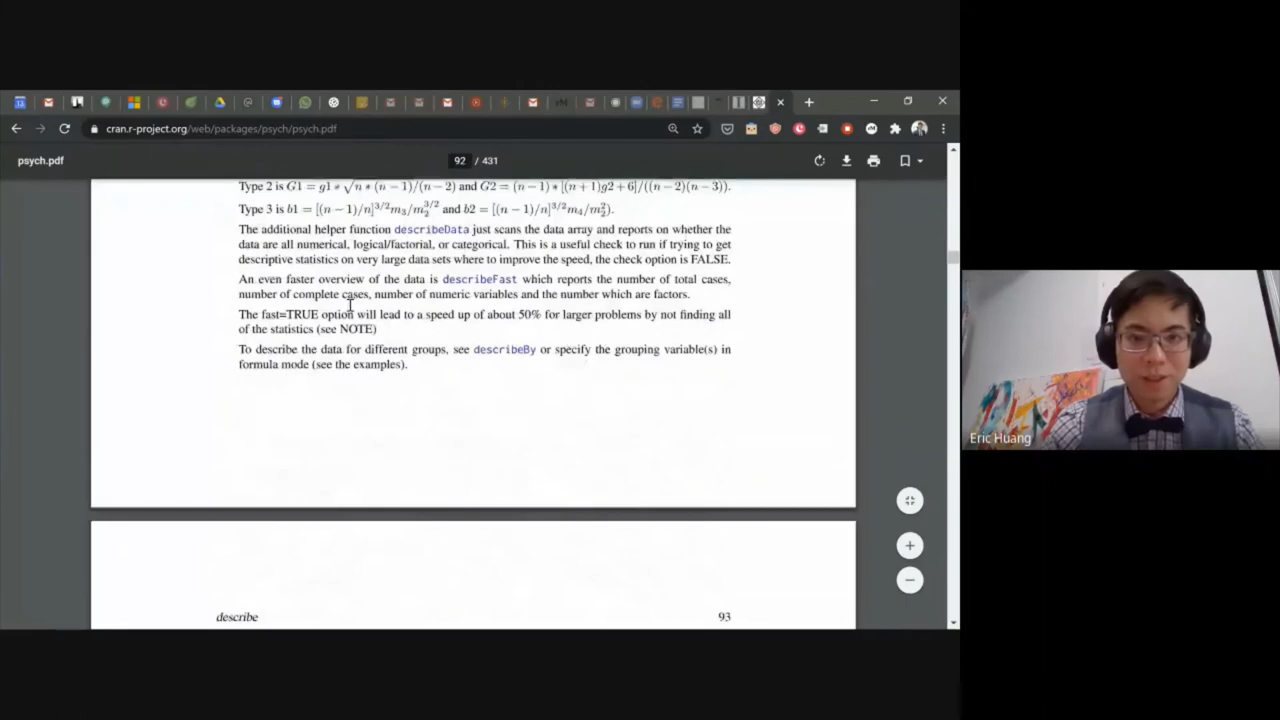 cran.r-project.org/web/packages/psych/psych.pdf
psych.pdf
92 / 431
Type 2 is G1 = g1 * √n * (n − 1)/(n − 2) and G2 = (n − 1) * [(n + 1)g2 + 6]/((n − 2)(n − 3)).
Type 3 is b1 = [(n − 1)/n]^{3/2} m_3/m_2^{3/2} and b2 = [(n − 1)/n]^{3/2} m_4/m_2^2).
The additional helper function describeData just scans the data array and reports on whether the
data are all numerical, logical/factorial, or categorical. This is a useful check to run if trying to get
descriptive statistics on very large data sets where to improve the speed, the check option is FALSE.
An even faster overview of the data is describeFast which reports the number of total cases,
number of complete cases, number of numeric variables and the number which are factors.
The fast=TRUE option will lead to a speed up of about 50% for larger problems by not finding all
of the statistics (see NOTE)
To describe the data for different groups, see describeBy or specify the grouping variable(s) in
formula mode (see the examples).
describe 93
Eric Huang